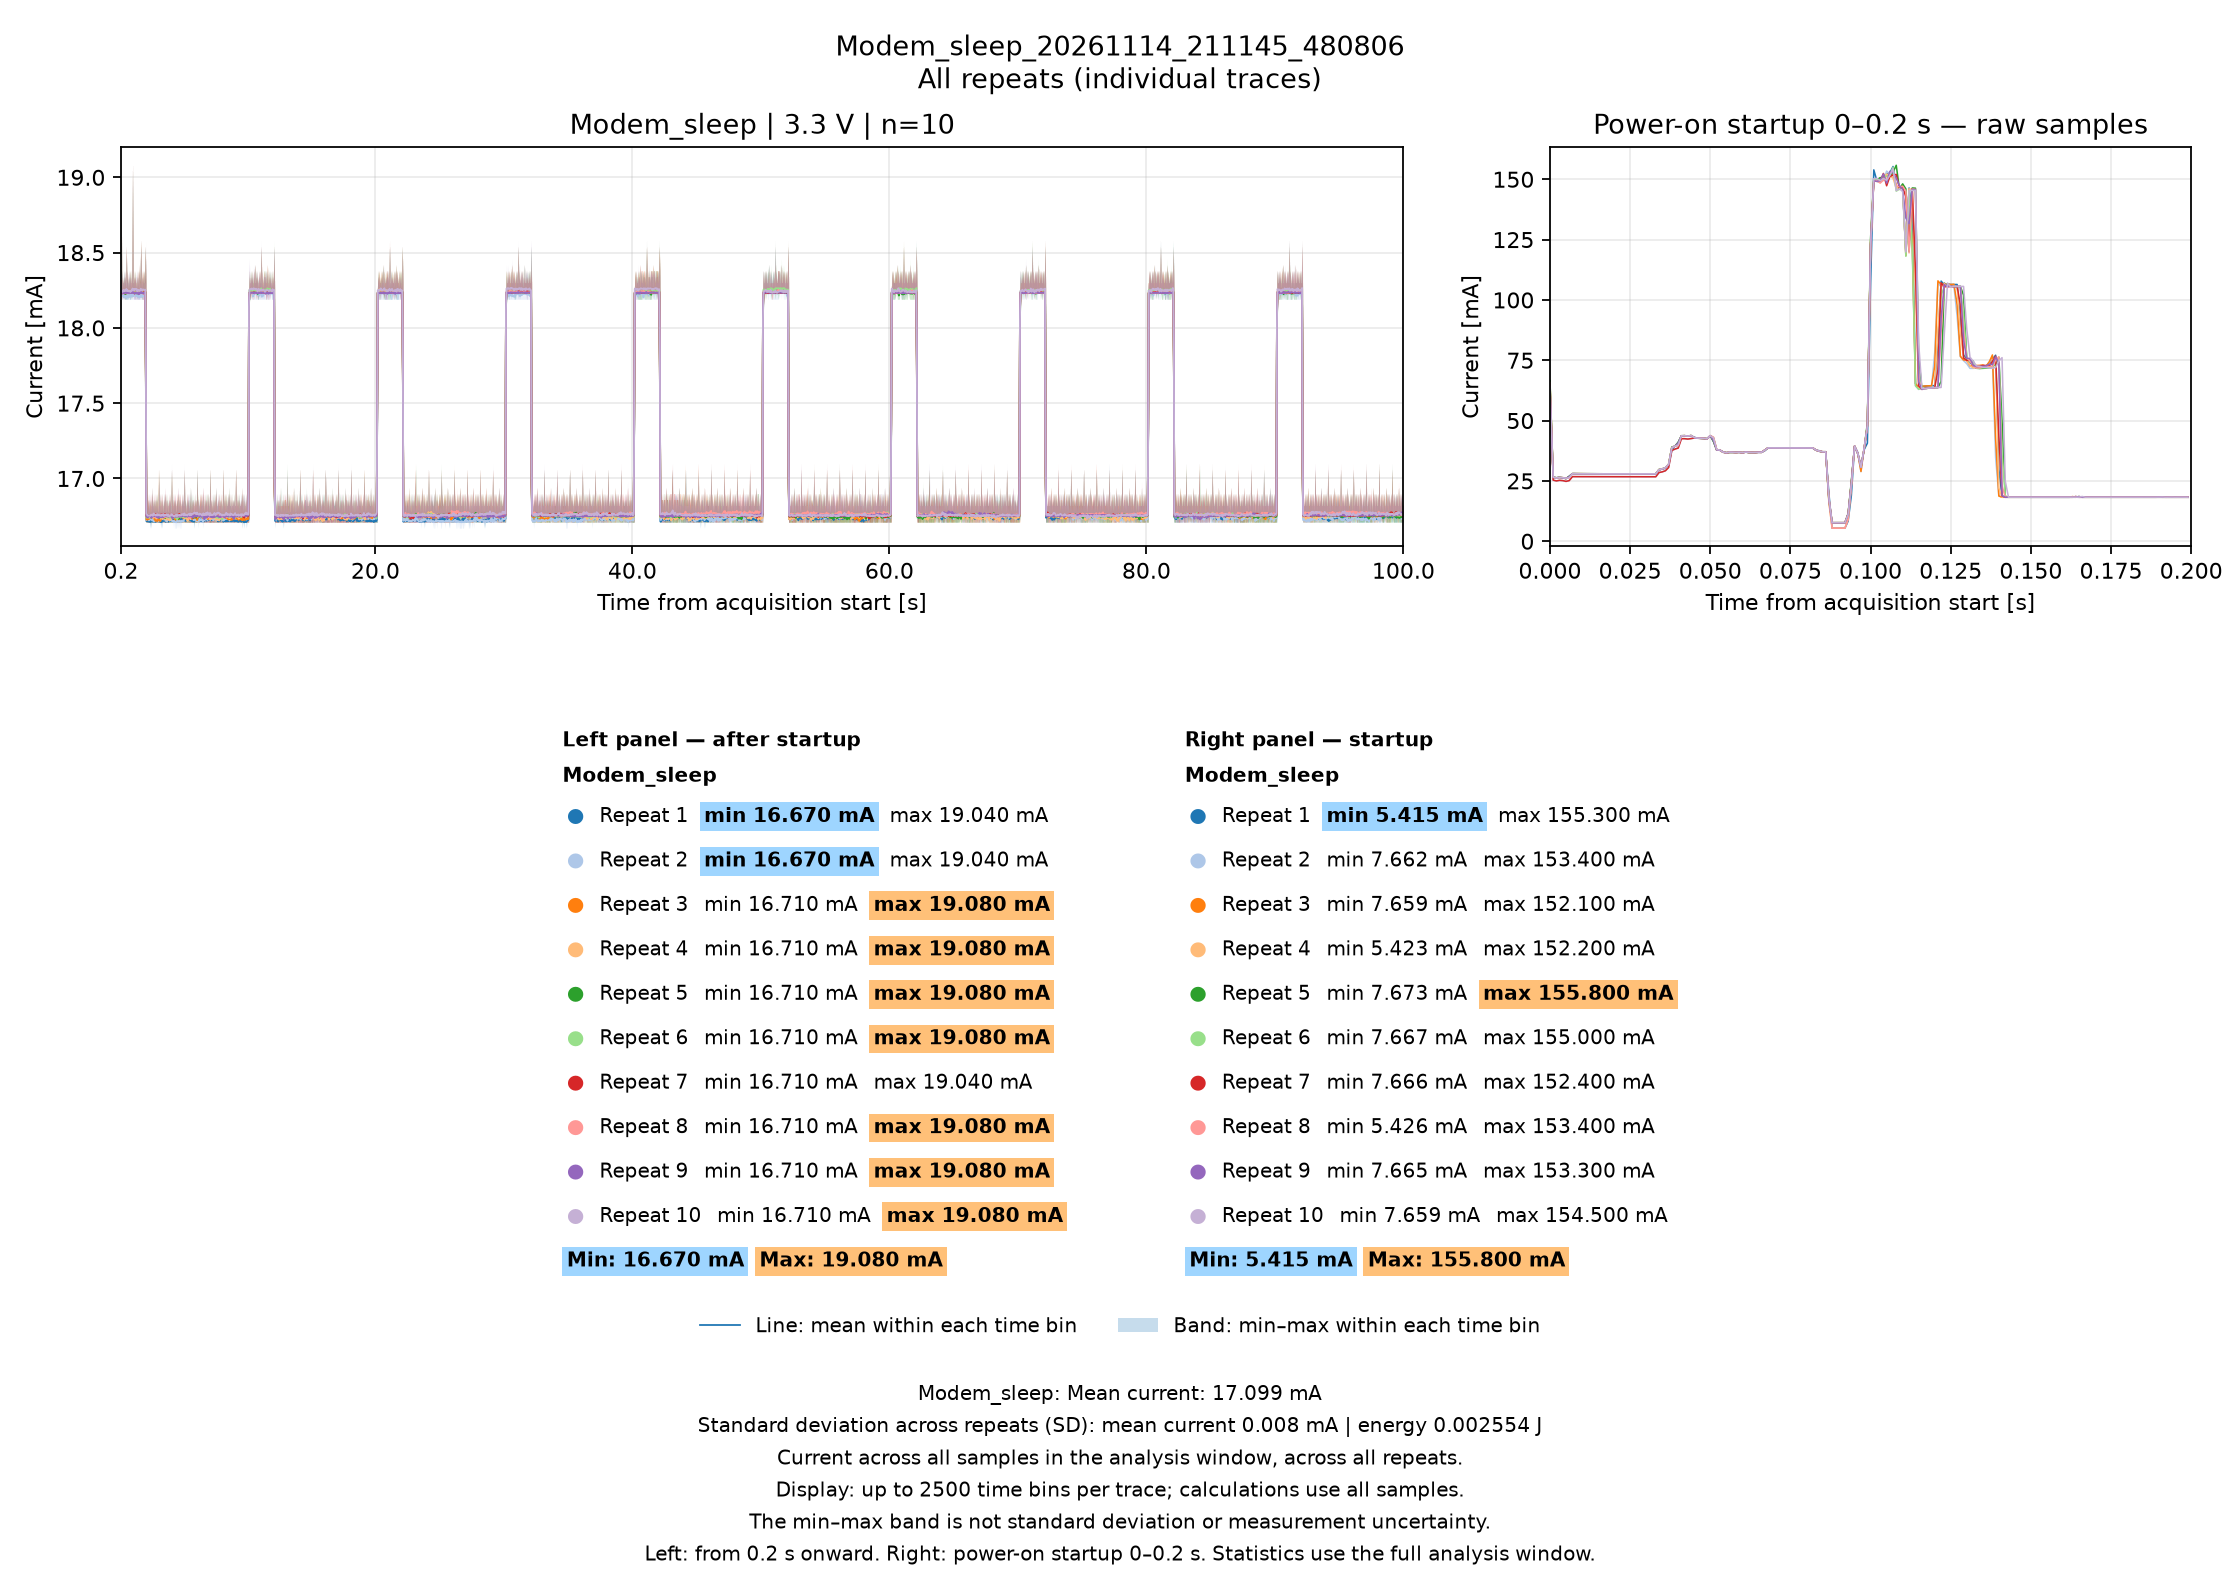 Modem_sleep_20261114_211145_480806
All repeats (individual traces)
Modem_sleep | 3.3 V | n=10
Current [mA]
19.0
18.5
18.0
17.5
17.0
0.2 20.0 40.0 60.0 80.0 100.0
Time from acquisition start [s]
Power-on startup 0–0.2 s — raw samples
Current [mA]
150
125
100
75
50
25
0
0.000 0.025 0.050 0.075 0.100 0.125 0.150 0.175 0.200
Time from acquisition start [s]
Left panel — after startup
Modem_sleep
Repeat 1 min 16.670 mA max 19.040 mA
Repeat 2 min 16.670 mA max 19.040 mA
Repeat 3 min 16.710 mA max 19.080 mA
Repeat 4 min 16.710 mA max 19.080 mA
Repeat 5 min 16.710 mA max 19.080 mA
Repeat 6 min 16.710 mA max 19.080 mA
Repeat 7 min 16.710 mA max 19.040 mA
Repeat 8 min 16.710 mA max 19.080 mA
Repeat 9 min 16.710 mA max 19.080 mA
Repeat 10 min 16.710 mA max 19.080 mA
Min: 16.670 mA Max: 19.080 mA
Right panel — startup
Modem_sleep
Repeat 1 min 5.415 mA max 155.300 mA
Repeat 2 min 7.662 mA max 153.400 mA
Repeat 3 min 7.659 mA max 152.100 mA
Repeat 4 min 5.423 mA max 152.200 mA
Repeat 5 min 7.673 mA max 155.800 mA
Repeat 6 min 7.667 mA max 155.000 mA
Repeat 7 min 7.666 mA max 152.400 mA
Repeat 8 min 5.426 mA max 153.400 mA
Repeat 9 min 7.665 mA max 153.300 mA
Repeat 10 min 7.659 mA max 154.500 mA
Min: 5.415 mA Max: 155.800 mA
Line: mean within each time bin
Band: min–max within each time bin
Modem_sleep: Mean current: 17.099 mA
Standard deviation across repeats (SD): mean current 0.008 mA | energy 0.002554 J
Current across all samples in the analysis window, across all repeats.
Display: up to 2500 time bins per trace; calculations use all samples.
The min–max band is not standard deviation or measurement uncertainty.
Left: from 0.2 s onward. Right: power-on startup 0–0.2 s. Statistics use the full analysis window.